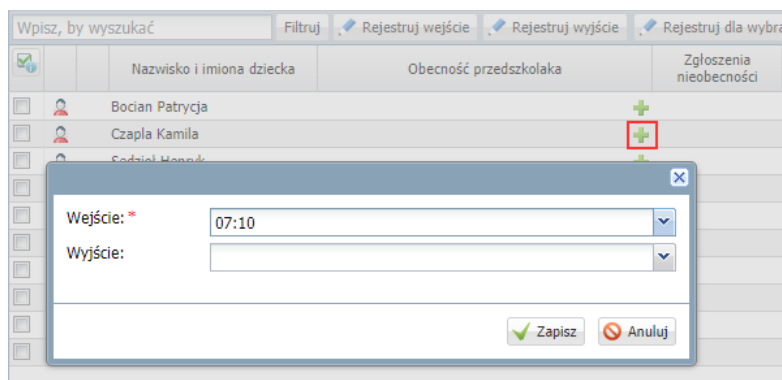 Wpisz, by wyszukać Filtruj Rejestruj wejście Rejestruj wyjście Rejestruj dla wybra
Nazwisko i imiona dziecka Obecność przedszkolaka Zgłoszenia
nieobecności
Bocian Patrycja
Czapla Kamila
Wejście: * 07:10
Wyjście:
Zapisz Anuluj